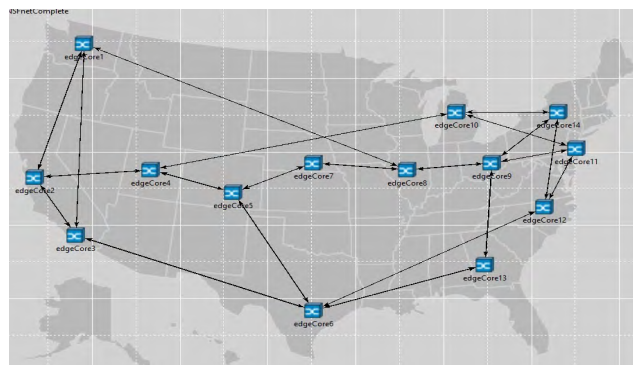 NSFnetComplete
edgeCore1
edgeCore10
edgeCore14
edgeCore11
edgeCore7
edgeCore8
edgeCore9
edgeCore4
edgeCore2
edgeCore5
edgeCore12
edgeCore3
edgeCore13
edgeCore6